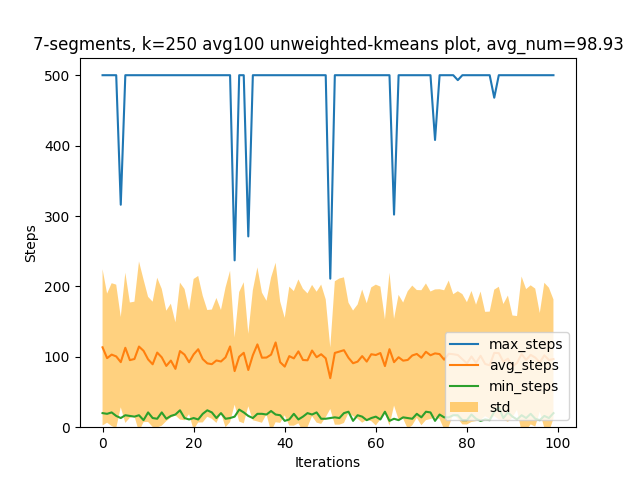 7-segments, k=250 avg100 unweighted-kmeans plot, avg_num=98.93
500
400
300
200
100
0
Steps
0 20 40 60 80 100
Iterations
max_steps
avg_steps
min_steps
std